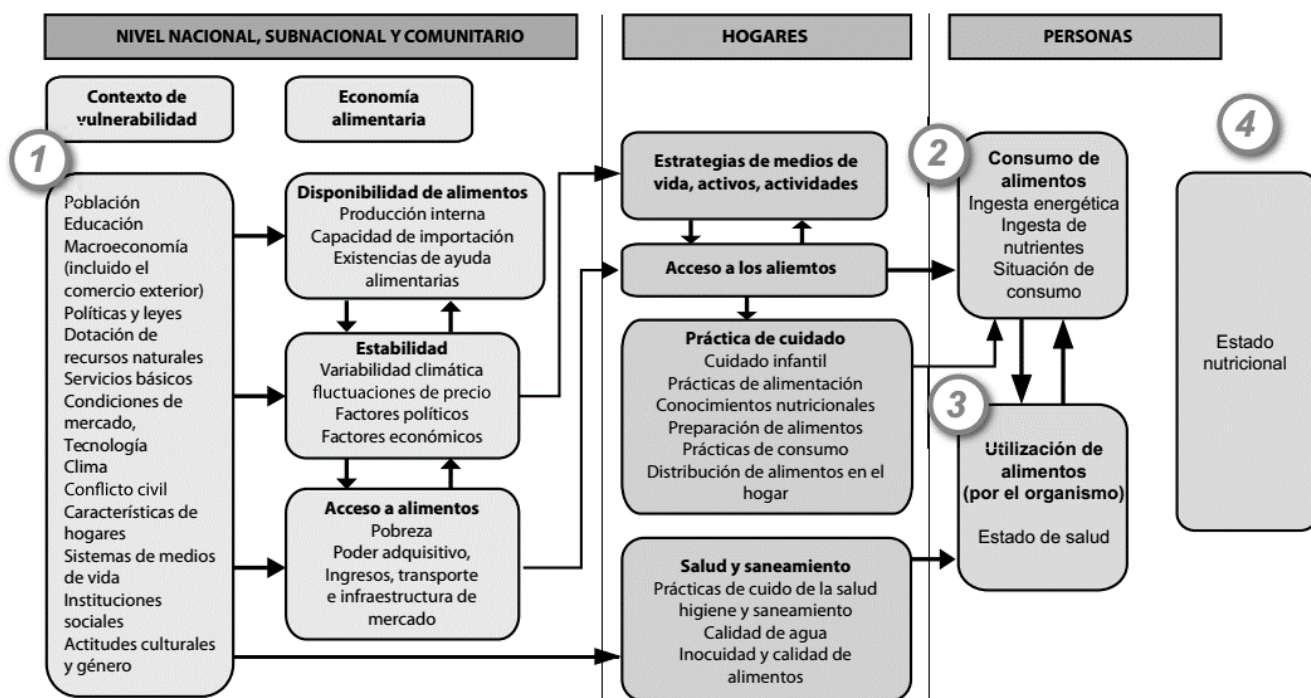 NIVEL NACIONAL, SUBNACIONAL Y COMUNITARIO
HOGARES
PERSONAS
Contexto de
vulnerabilidad
Economía
alimentaria
1
Población
Educación
Macroeconomía
(incluido el
comercio exterior)
Políticas y leyes
Dotación de
recursos naturales
Servicios básicos
Condiciones de
mercado,
Tecnología
Clima
Conflicto civil
Características de
hogares
Sistemas de medios
de vida
Instituciones
sociales
Actitudes culturales
y género
Disponibilidad de alimentos
Producción interna
Capacidad de importación
Existencias de ayuda
alimentarias
Estabilidad
Variabilidad climática
fluctuaciones de precio
Factores políticos
Factores económicos
Acceso a alimentos
Pobreza
Poder adquisitivo,
Ingresos, transporte
e infraestructura de
mercado
Estrategias de medios de
vida, activos, actividades
Acceso a los aliemtos
Práctica de cuidado
Cuidado infantil
Prácticas de alimentación
Conocimientos nutricionales
Preparación de alimentos
Prácticas de consumo
Distribución de alimentos en el
hogar
Salud y saneamiento
Prácticas de cuido de la salud
higiene y saneamiento
Calidad de agua
Inocuidad y calidad de
alimentos
2
Consumo de
alimentos
Ingesta energética
Ingesta de
nutrientes
Situación de
consumo
3
Utilización de
alimentos
(por el organismo)
Estado de salud
4
Estado
nutricional